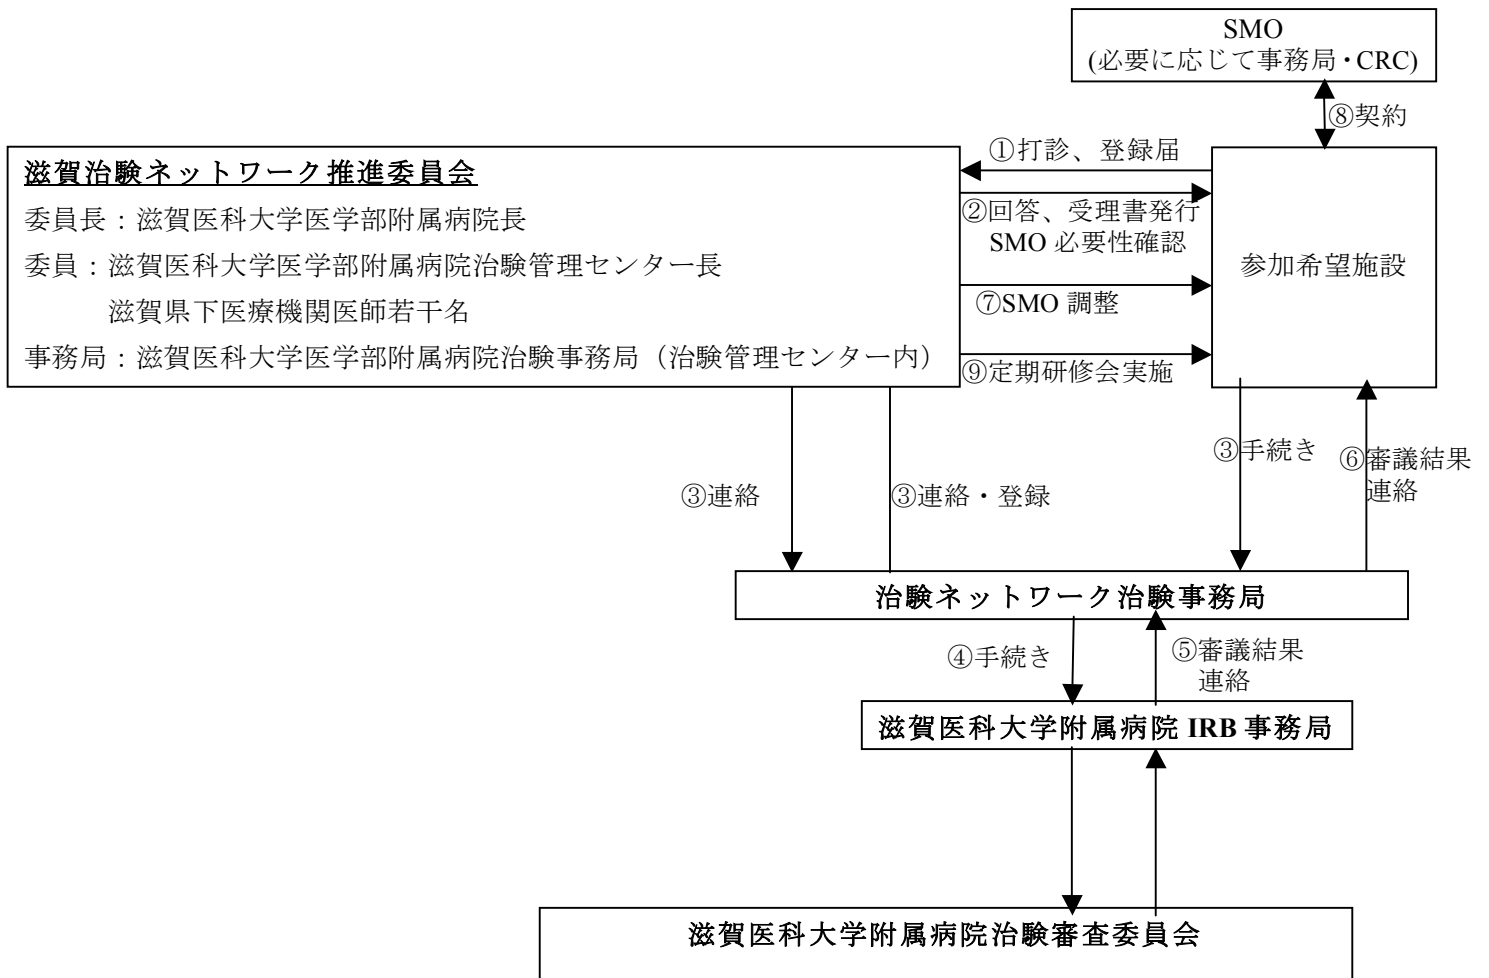 SMO
(必要に応じて事務局・CRC)
⑧契約
①打診、登録届
滋賀治験ネットワーク推進委員会
委員長：滋賀医科大学医学部附属病院長
委員：滋賀医科大学医学部附属病院治験管理センター長
滋賀県下医療機関医師若干名
事務局：滋賀医科大学医学部附属病院治験事務局（治験管理センター内）
②回答、受理書発行
SMO 必要性確認
参加希望施設
⑦SMO 調整
⑨定期研修会実施
③手続き
⑥審議結果
連絡
③連絡
③連絡・登録
治験ネットワーク治験事務局
④手続き
⑤審議結果
連絡
滋賀医科大学附属病院 IRB 事務局
滋賀医科大学附属病院治験審査委員会